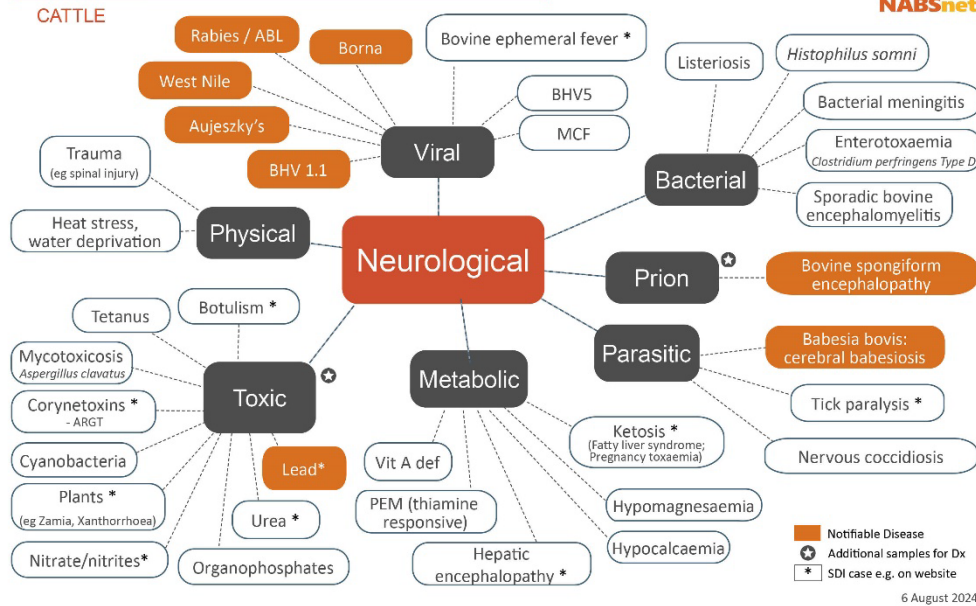 NABSnet
CATTLE
Rabies / ABL
Borna
Bovine ephemeral fever *
Listeriosis
Histophilus somni
West Nile
BHV5
Bacterial meningitis
Aujeszky's
MCF
Viral
Enterotoxaemia
Clostridium perfringens Type D
Trauma
(eg spinal injury)
BHV 1.1
Bacterial
Sporadic bovine
encephalomyelitis
Heat stress,
water deprivation
Physical
Neurological
Prion
Bovine spongiform
encephalopathy
Botulism *
Tetanus
Parasitic
Babesia bovis:
cerebral babesiosis
Mycotoxicosis
Aspergillus clavatus
Toxic
Metabolic
Tick paralysis *
Corynetoxins *
- ARGT
Ketosis *
(Fatty liver syndrome;
Pregnancy toxaemia)
Nervous coccidiosis
Cyanobacteria
Lead*
Vit A def
Plants *
(eg Zamia, Xanthorrhoea)
Urea *
PEM (thiamine
responsive)
Hypomagnesaemia
Nitrate/nitrites*
Organophosphates
Hepatic
encephalopathy *
Hypocalcaemia
Notifiable Disease
Additional samples for Dx
* SDI case e.g. on website
6 August 2024